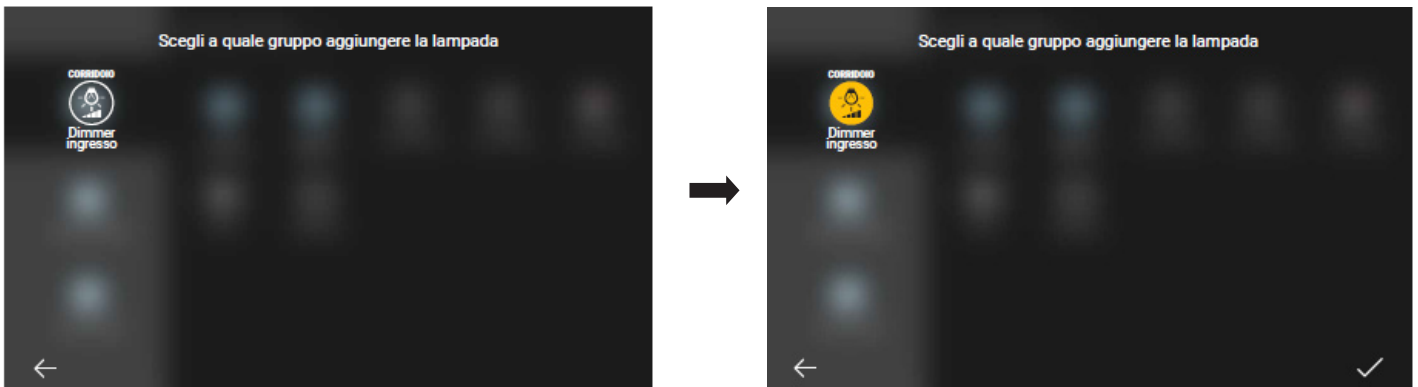 Scegli a quale gruppo aggiungere la lampada
CORRIDOIO
Dimmer
ingresso
Scegli a quale gruppo aggiungere la lampada
CORRIDOIO
Dimmer
ingresso